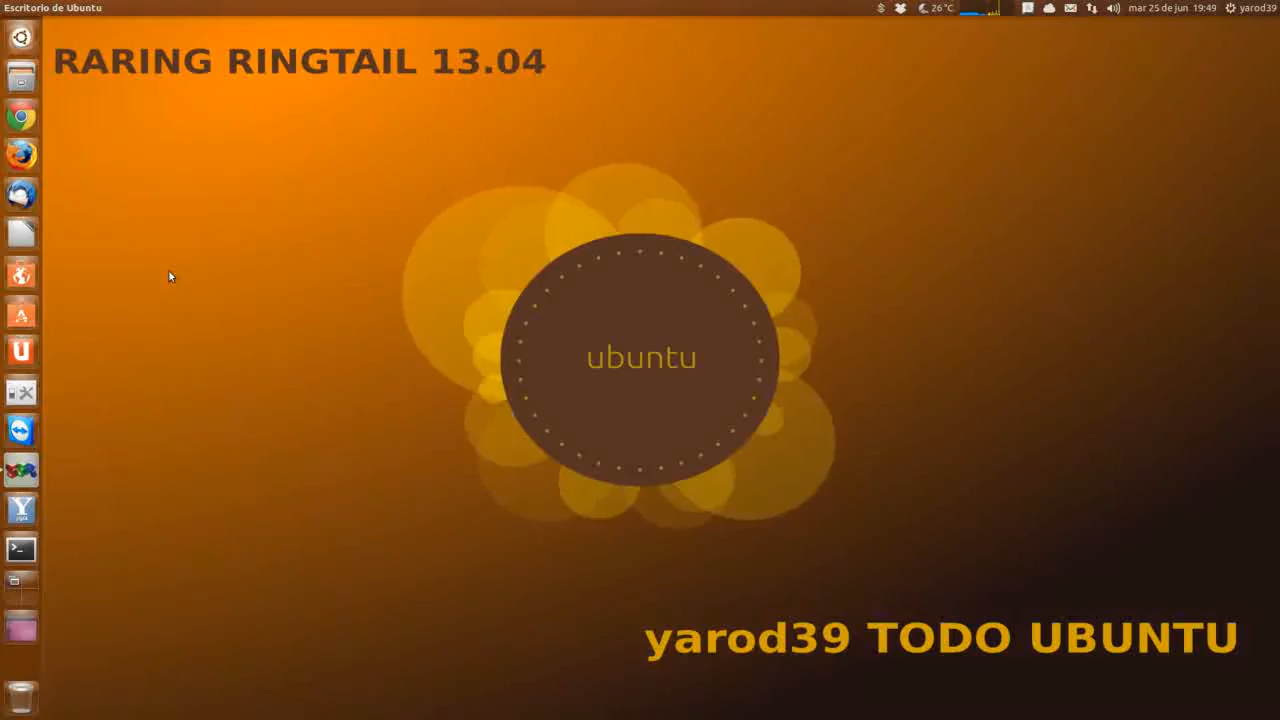 Escritorio de Ubuntu
26 °C
mar 25 de jun 19:49
yarod39
RARING RINGTAIL 13.04
ubuntu
yarod39 TODO UBUNTU